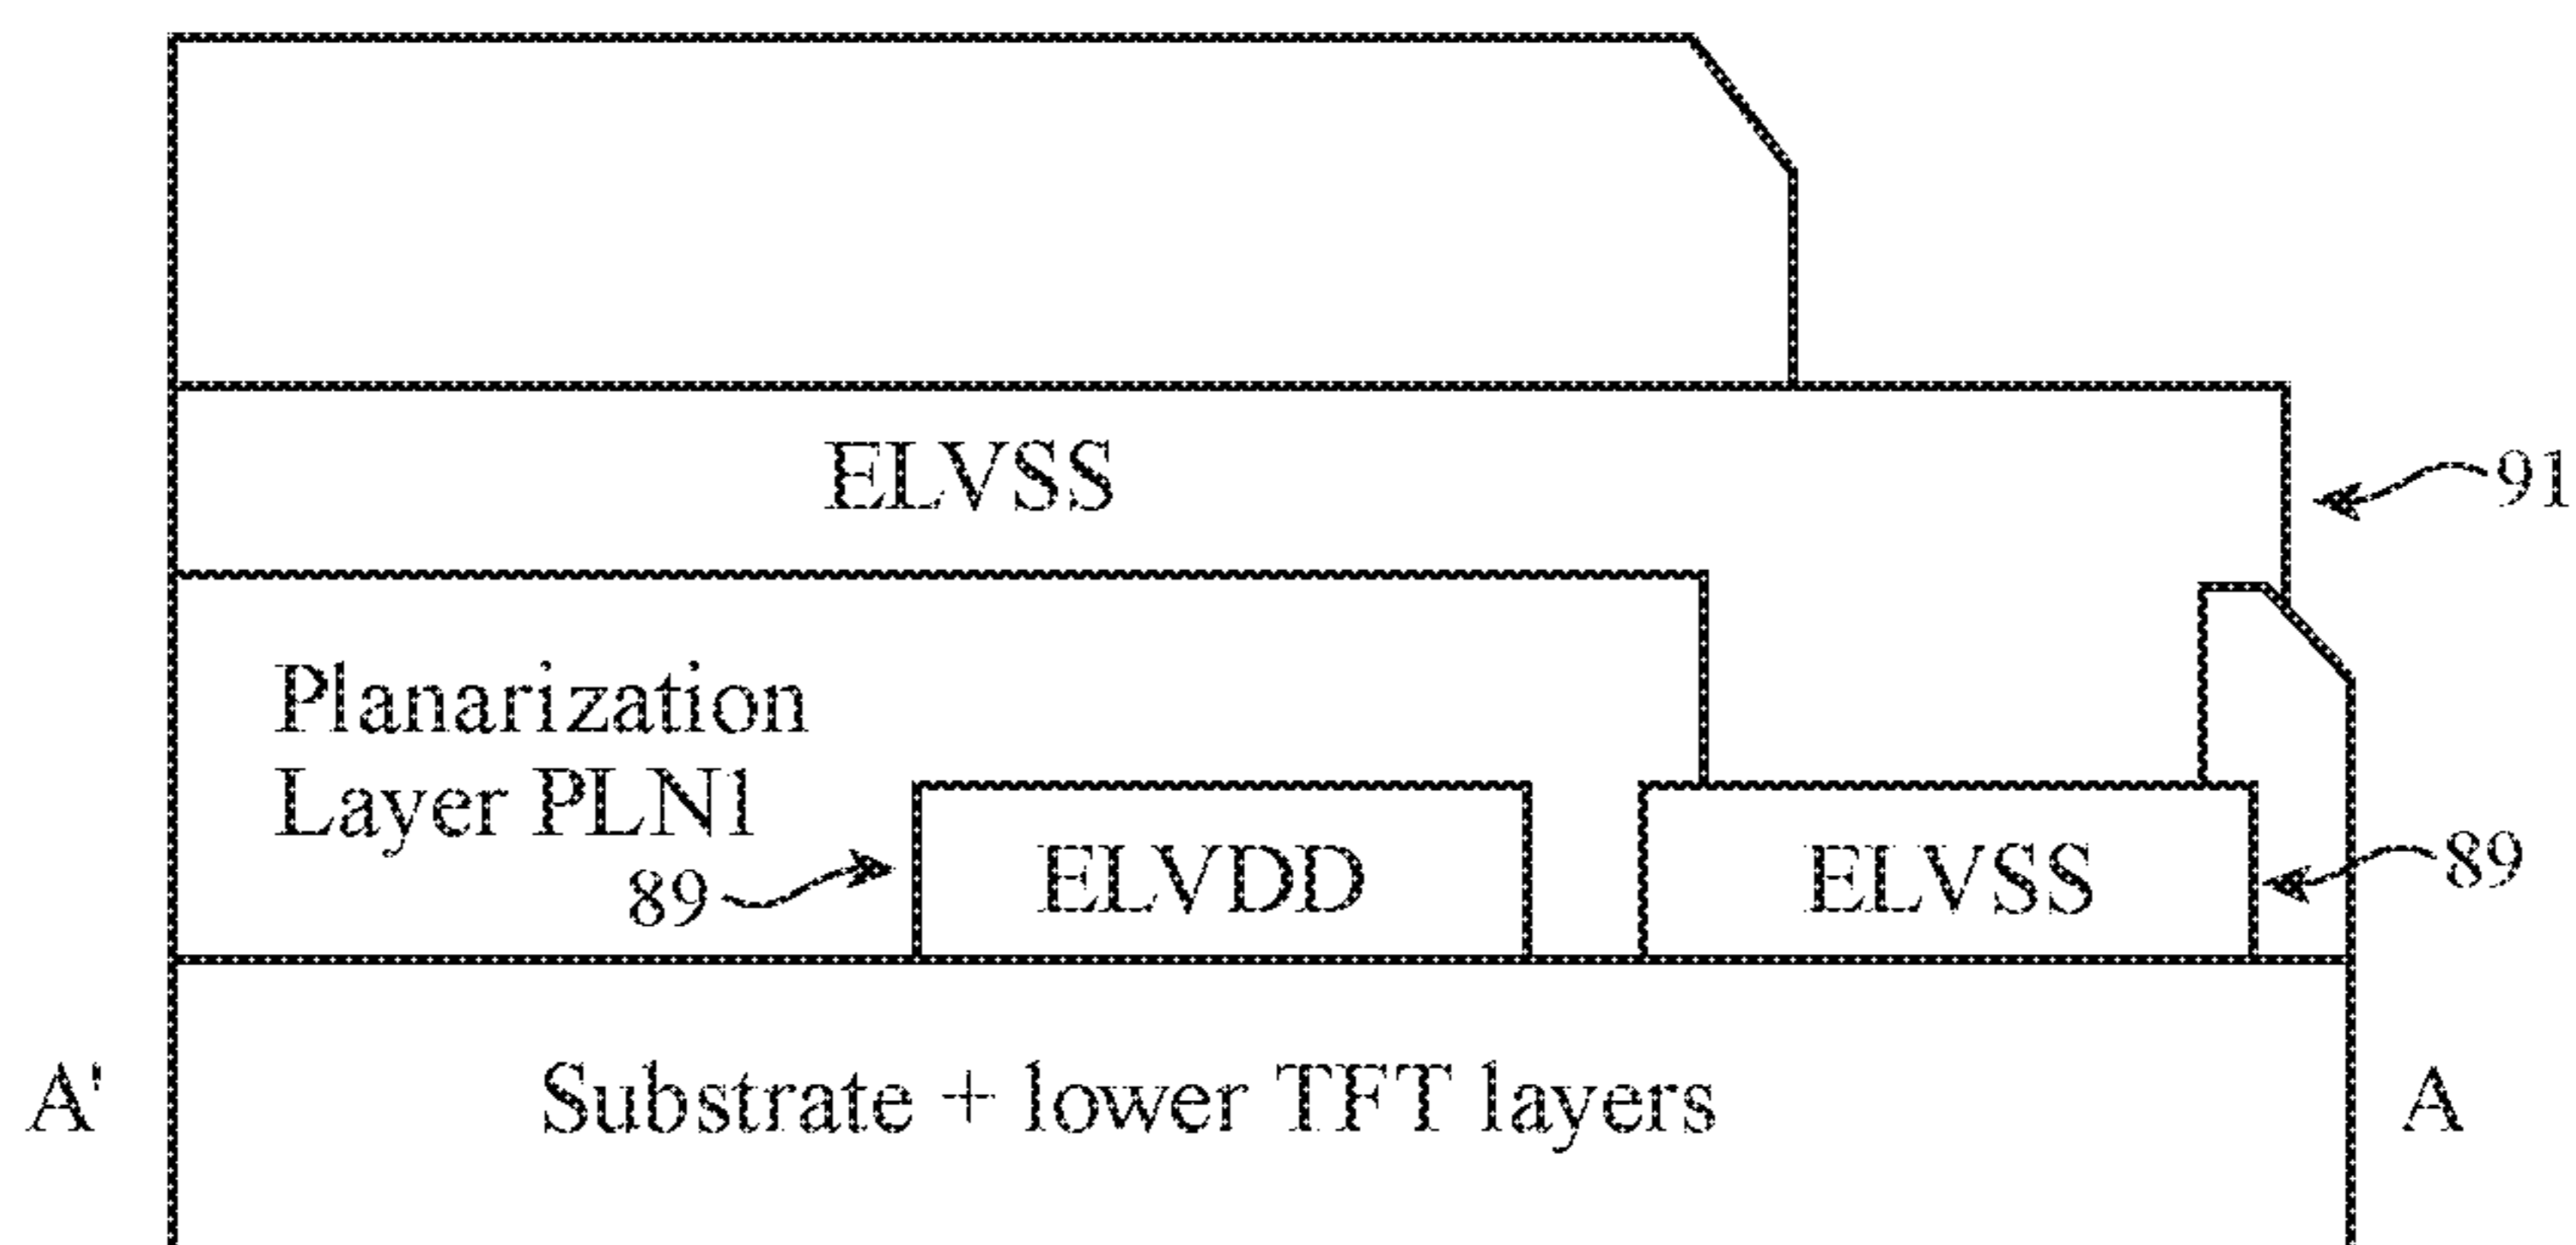 ELVSS
91
Planarization
Layer PLN1
89
ELVDD
ELVSS
89
A'
Substrate + lower TFT layers
A